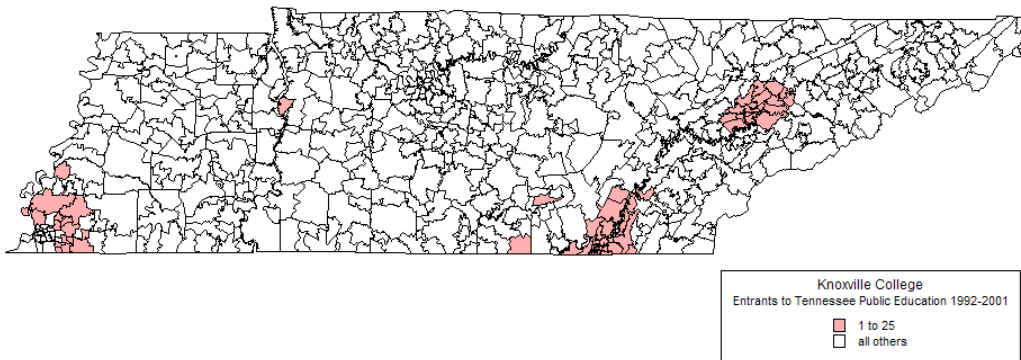 Knoxville College
Entrants to Tennessee Public Education 1992-2001
1 to 25
all others